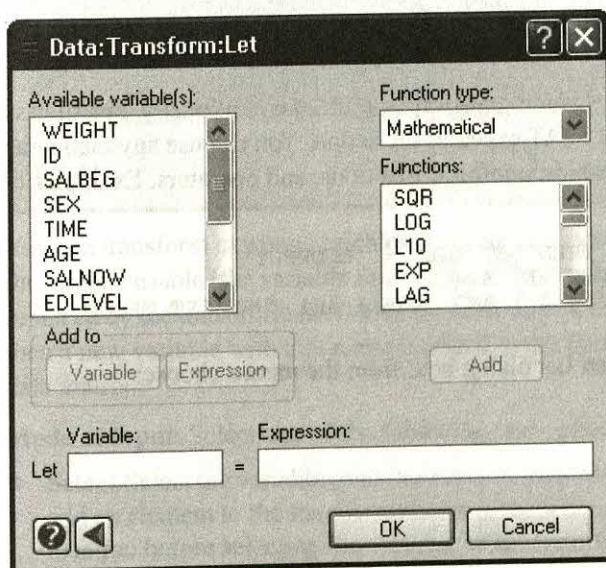 Data:Transform:Let
Available variable(s):
WEIGHT
ID
SALBEG
SEX
TIME
AGE
SALNOW
EDLEVEL
Function type:
Mathematical
Functions:
SQR
LOG
L10
EXP
LAG
Add to
Variable Expression
Add
Variable: Expression:
Let =
OK Cancel